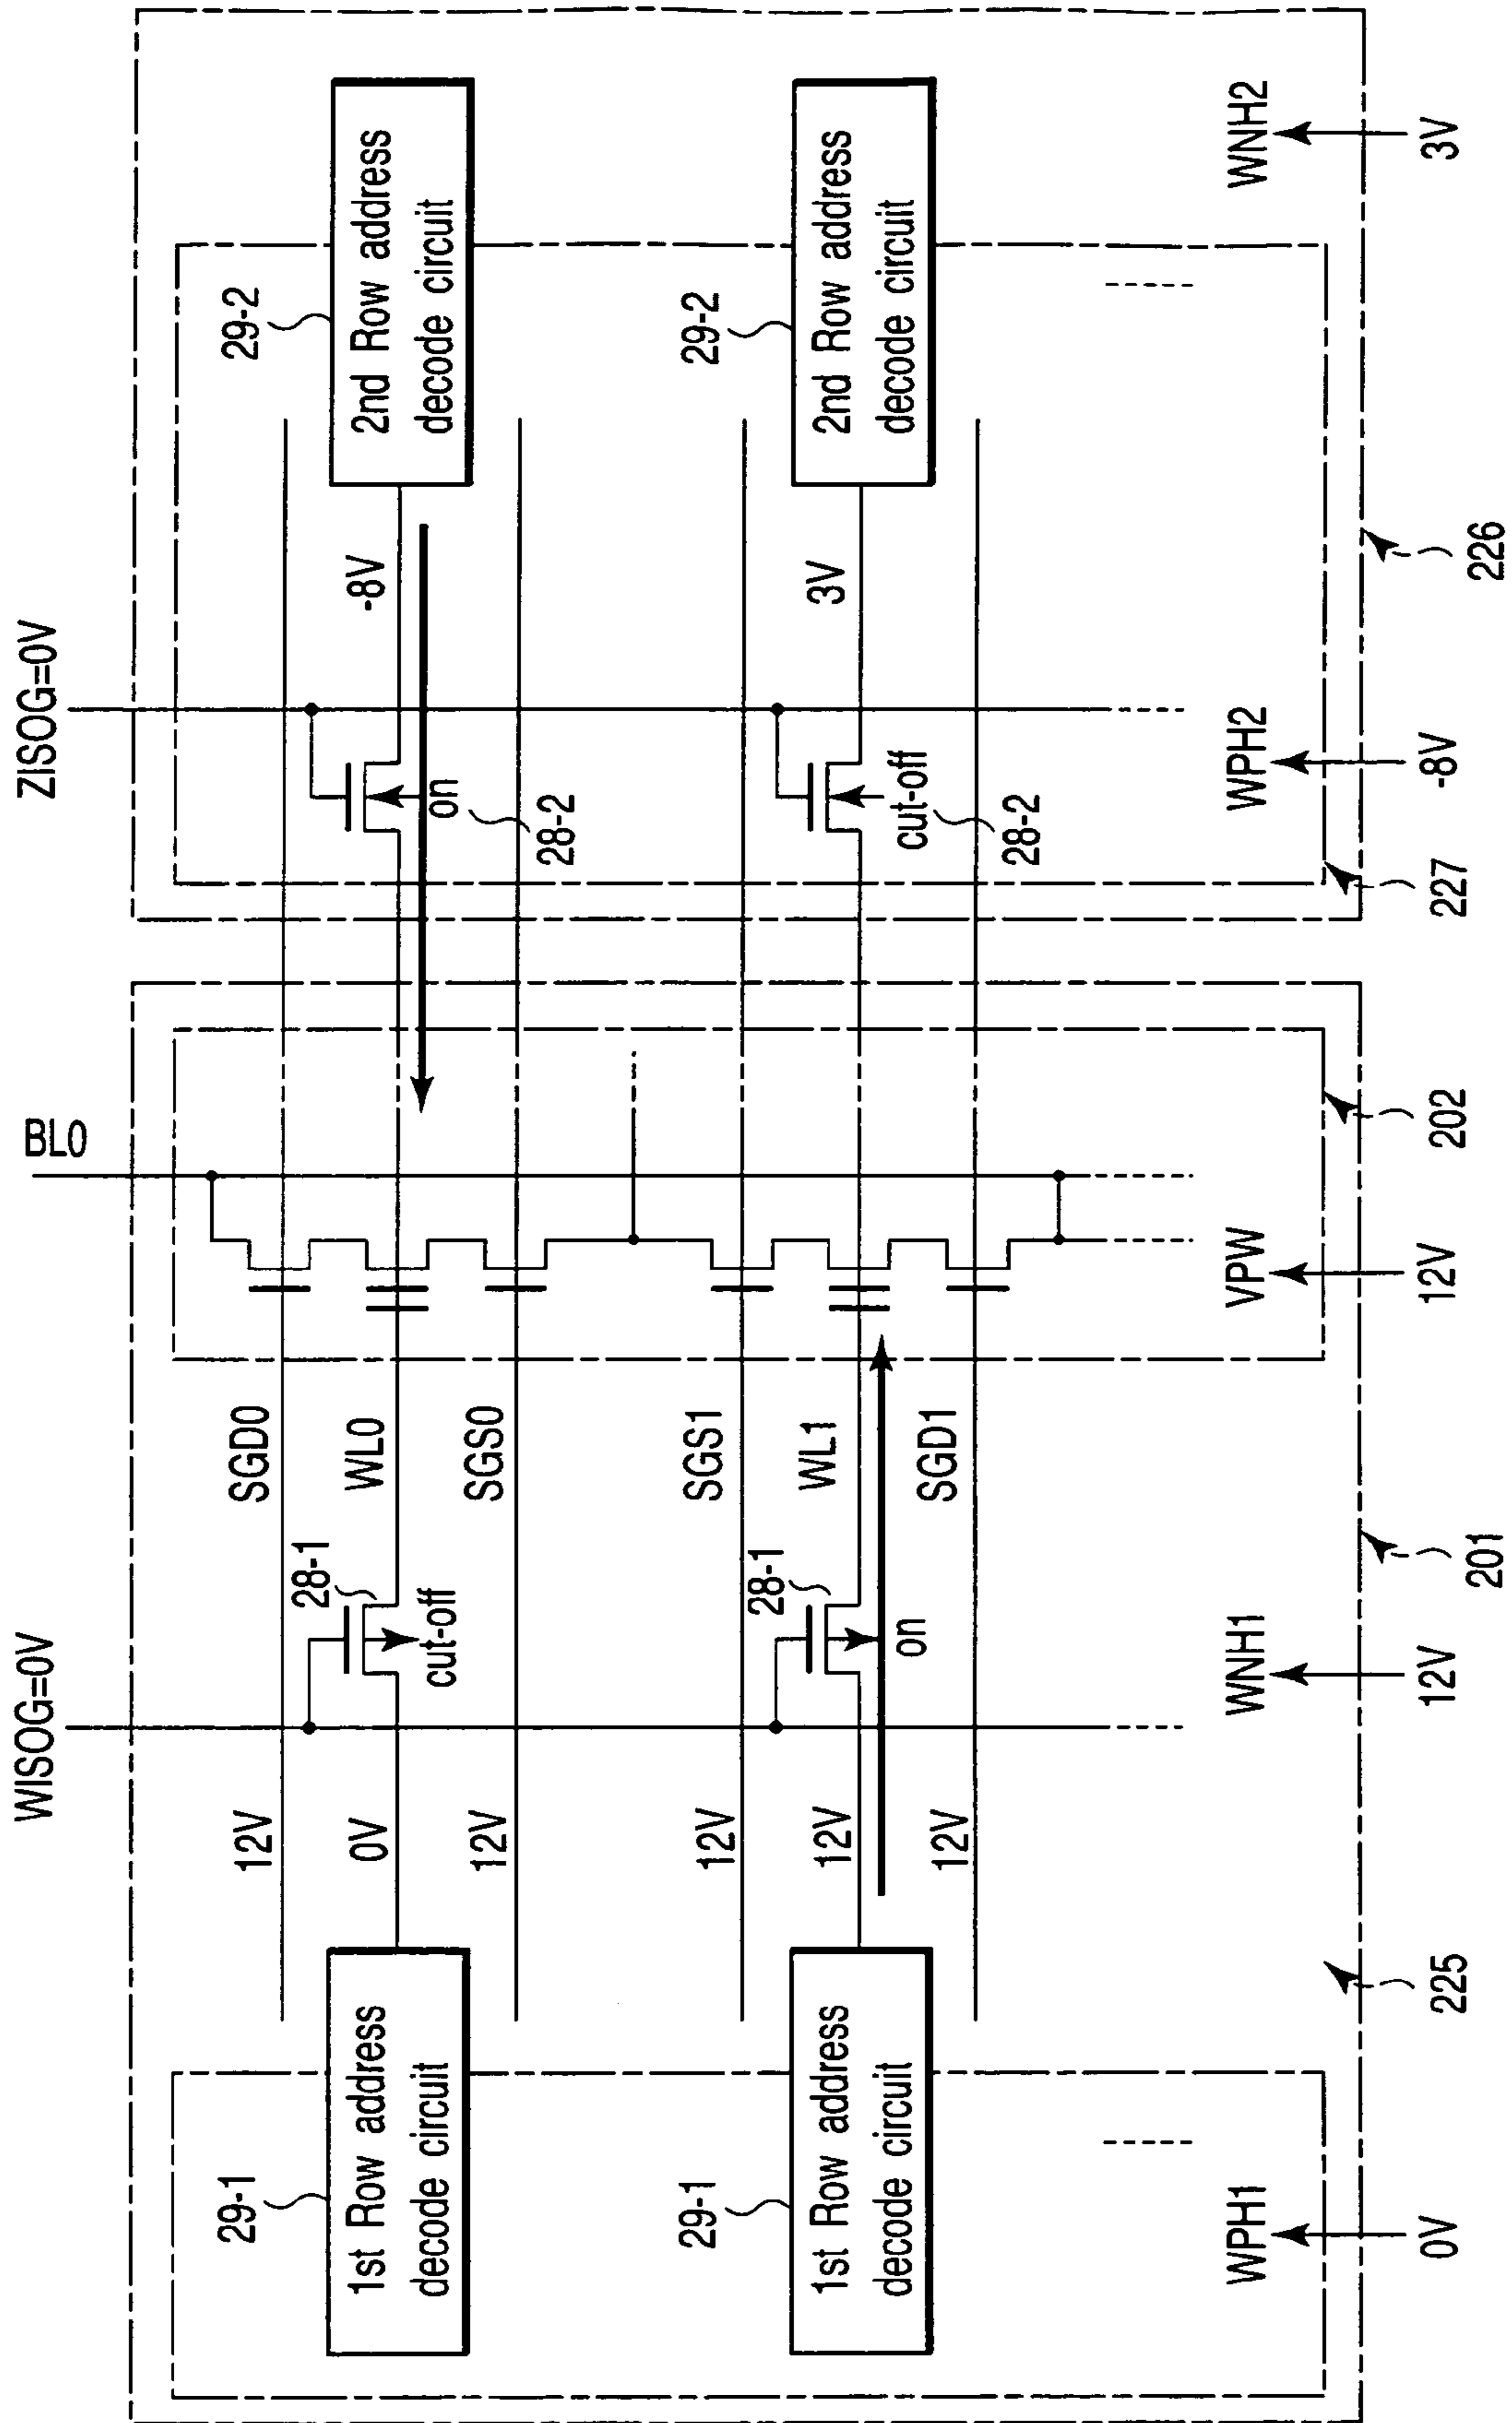 WISOG=0V
BL0
ZISOG=0V
29-1
1st Row address
decode circuit
12V
0V
12V
28-1
cut-off
SGD0
WL0
SGS0
-8V
on
28-2
29-2
2nd Row address
decode circuit
29-1
1st Row address
decode circuit
12V
12V
12V
28-1
on
SGS1
WL1
SGD1
3V
cut-off
28-2
29-2
2nd Row address
decode circuit
WPH1
0V
WNH1
12V
VPW
12V
WPH2
-8V
WNH2
3V
225
201
202
227
226